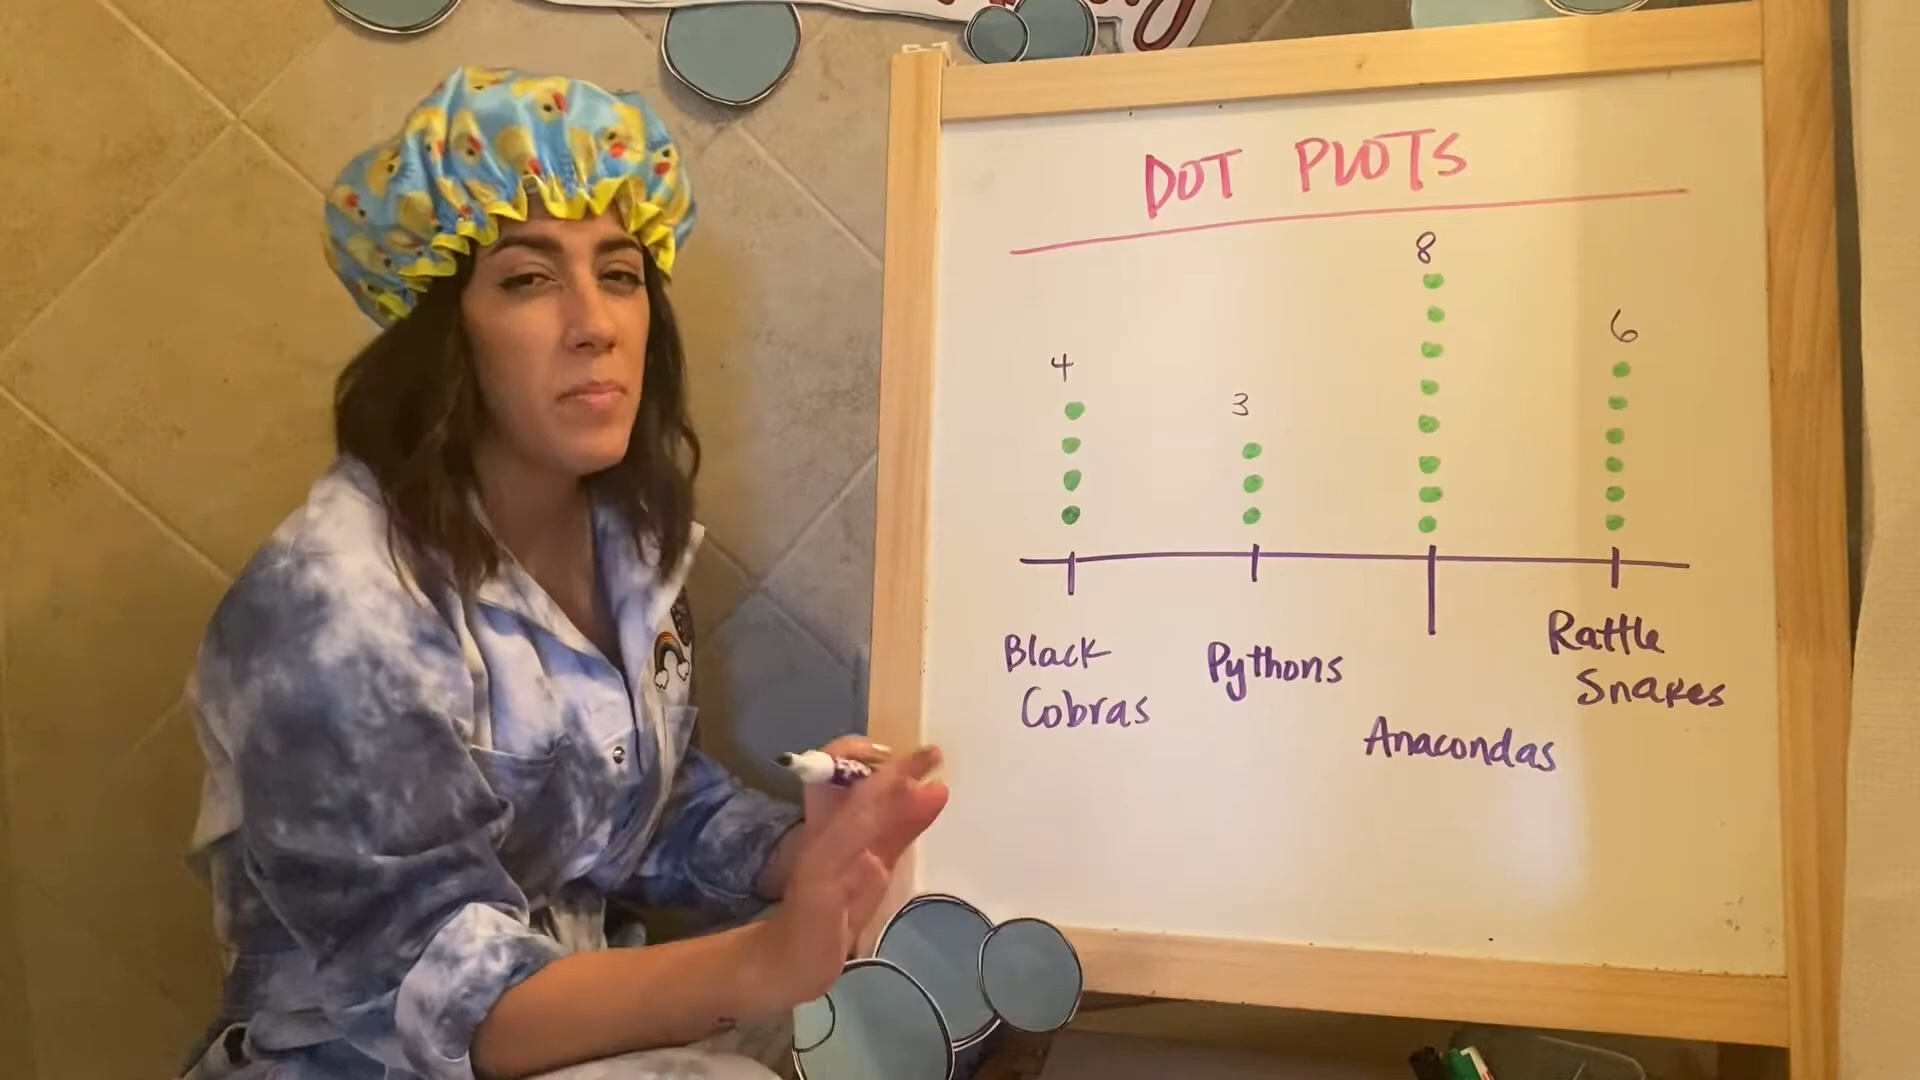 DOT PLOTS
8
6
4
3
Black
Cobras
Pythons
Anacondas
Rattle
Snakes